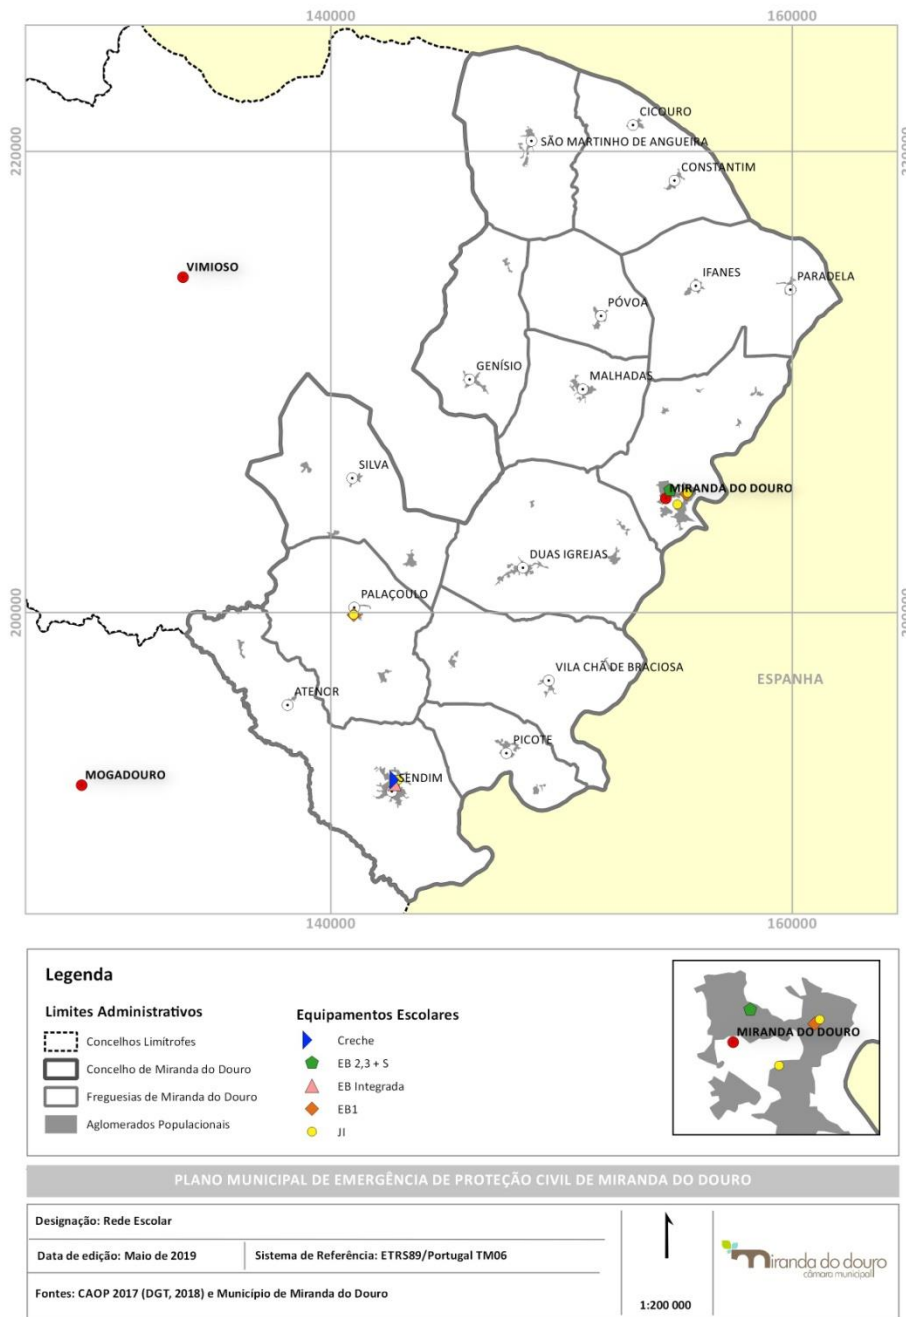 140000
160000
220000
CICOURO
SÃO MARTINHO DE ANGUEIRA
CONSTANTIM
VIMIOSO
IFANES
PARADELA
PÓVOA
GENÍSIO
MALHADAS
SILVA
MIRANDA DO DOURO
DUAS IGREJAS
PALAÇOULO
200000
VILA CHÃ DE BRACIOSA
ESPANHA
ATENOR
PICOTE
MOGADOURO
SENDIM
140000
160000
Legenda
Limites Administrativos
Concelhos Limítrofes
Concelho de Miranda do Douro
Freguesias de Miranda do Douro
Aglomerados Populacionais
Equipamentos Escolares
Creche
EB 2,3 + S
EB Integrada
EB1
JI
MIRANDA DO DOURO
PLANO MUNICIPAL DE EMERGÊNCIA DE PROTEÇÃO CIVIL DE MIRANDA DO DOURO
Designação: Rede Escolar
Data de edição: Maio de 2019
Sistema de Referência: ETRS89/Portugal TM06
Fontes: CAOP 2017 (DGT, 2018) e Município de Miranda do Douro
1:200 000
miranda do douro
câmara municipal